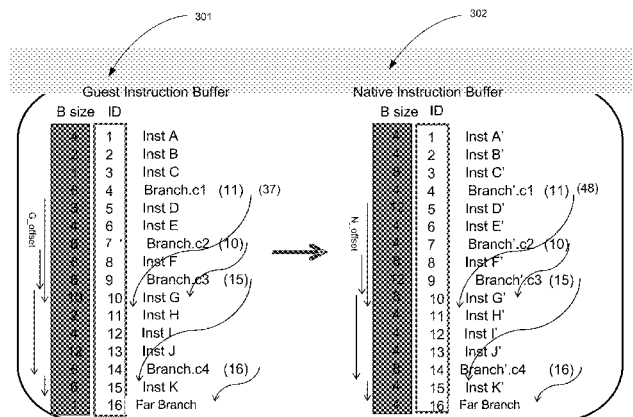 301
302
Guest Instruction Buffer
Native Instruction Buffer
B size ID
B size ID
1 Inst A
2 Inst B
3 Inst C
4 Branch.c1 (11) (37)
5 Inst D
6 Inst E
7 Branch.c2 (10)
8 Inst F
9 Branch.c3 (15)
10 Inst G
11 Inst H
12 Inst I
13 Inst J
14 Branch.c4 (16)
15 Inst K
16 Far Branch
G_offset
1 Inst A'
2 Inst B'
3 Inst C'
4 Branch'.c1 (11) (48)
5 Inst D'
6 Inst E'
7 Branch'.c2 (10)
8 Inst F'
9 Branch'.c3 (15)
10 Inst G'
11 Inst H'
12 Inst I'
13 Inst J'
14 Branch'.c4 (16)
15 Inst K'
16 Far Branch
N_offset